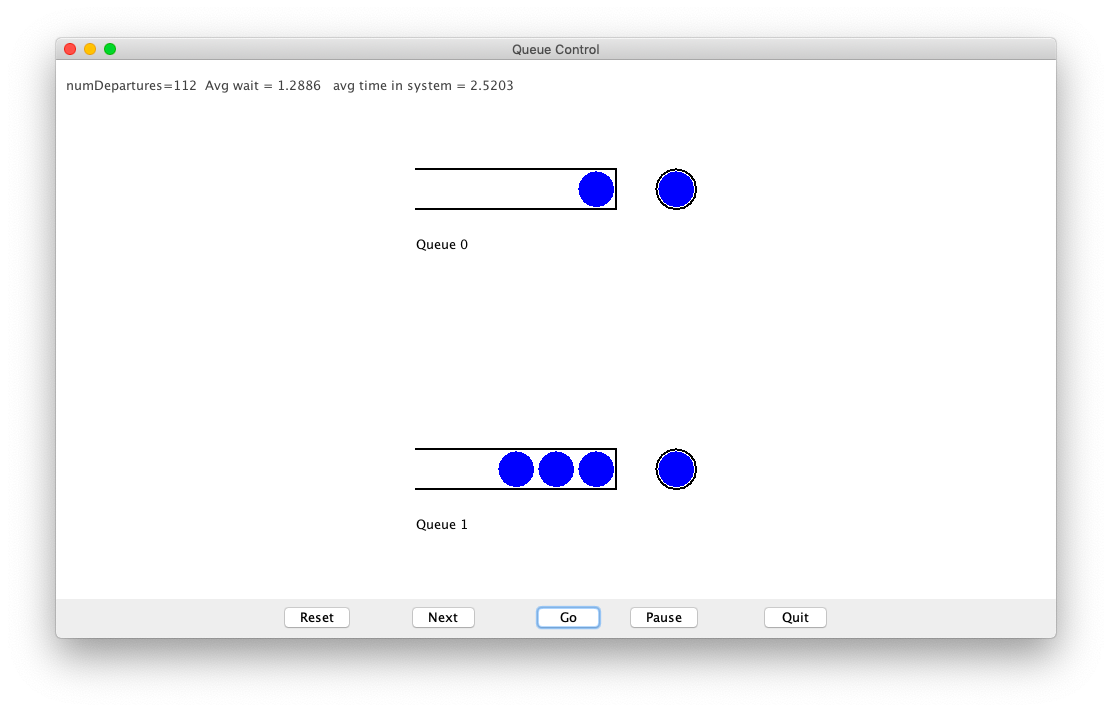 Queue Control
numDepartures=112 Avg wait = 1.2886 avg time in system = 2.5203
Queue 0
Queue 1
Reset Next Go Pause Quit